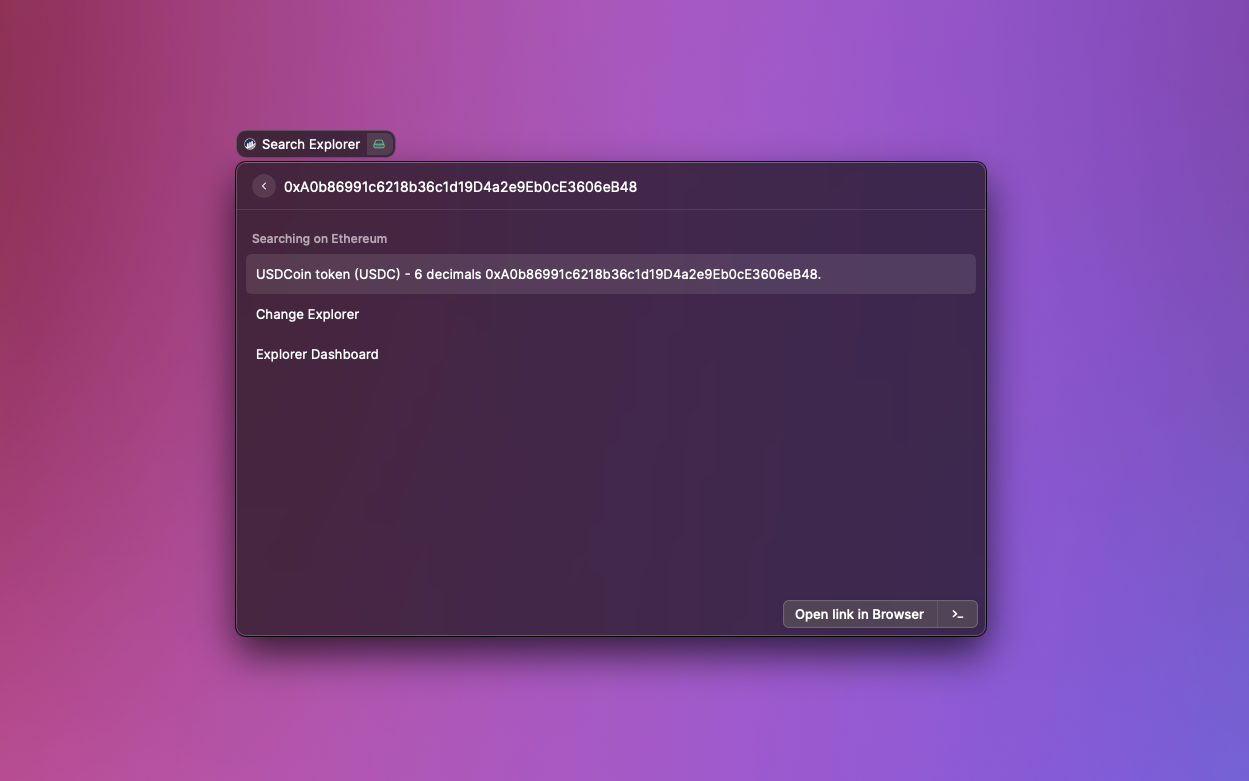 Search Explorer
0xA0b86991c6218b36c1d19D4a2e9Eb0cE3606eB48
Searching on Ethereum
USDCoin token (USDC) - 6 decimals 0xA0b86991c6218b36c1d19D4a2e9Eb0cE3606eB48.
Change Explorer
Explorer Dashboard
Open link in Browser >_